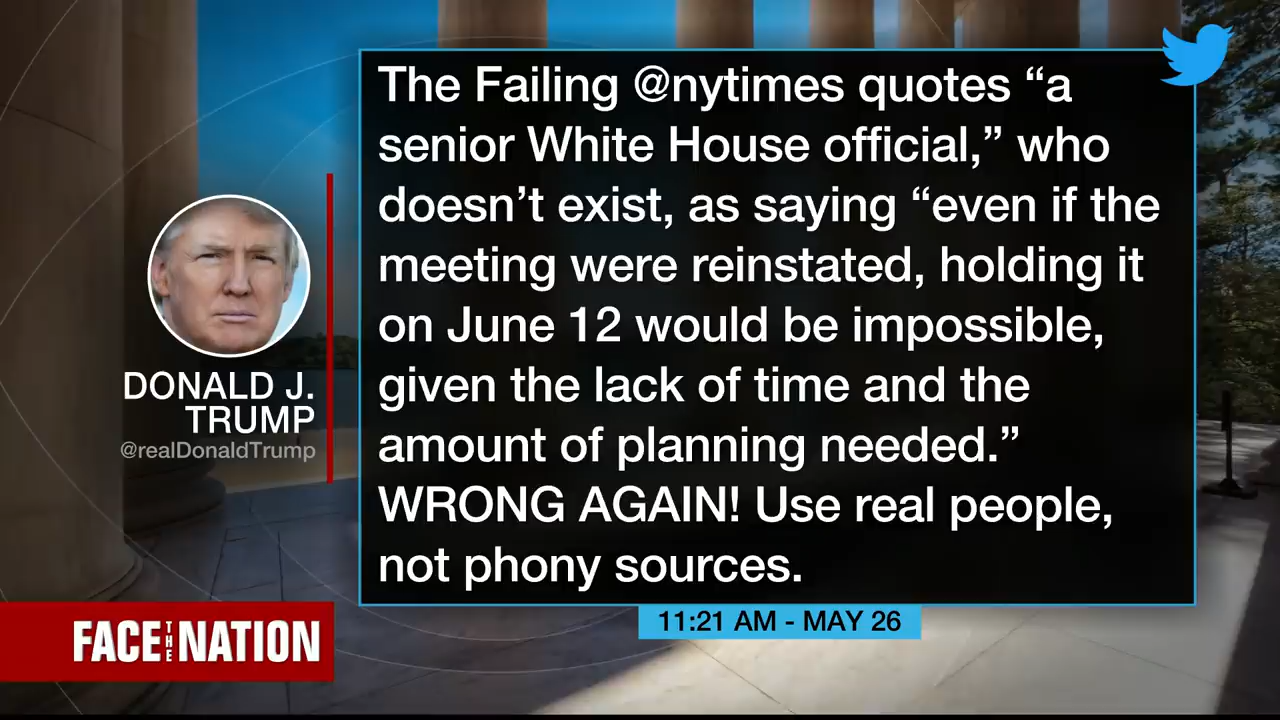 The Failing @nytimes quotes “a
senior White House official,” who
doesn’t exist, as saying “even if the
meeting were reinstated, holding it
on June 12 would be impossible,
given the lack of time and the
amount of planning needed.”
WRONG AGAIN! Use real people,
not phony sources.
DONALD J.
TRUMP
@realDonaldTrump
11:21 AM - MAY 26
FACE THE NATION